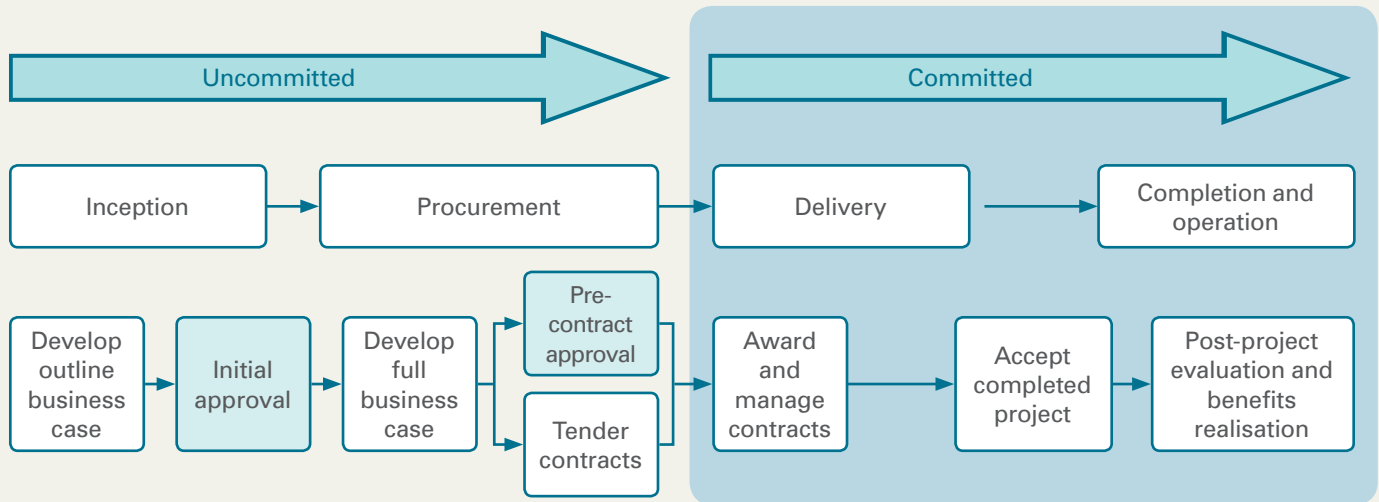 Uncommitted
Committed
Inception
Procurement
Delivery
Completion and
operation
Develop
outline
business
case
Initial
approval
Develop
full
business
case
Pre-
contract
approval
Tender
contracts
Award
and
manage
contracts
Accept
completed
project
Post-project
evaluation and
benefits
realisation